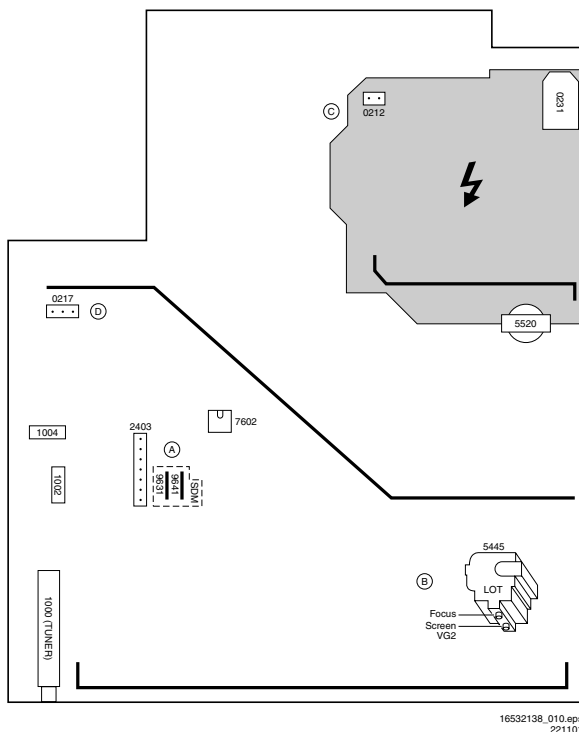 C
0212
0231
5520
0217
D
1004
2403
7602
A
1002
9631
9641
SDM
5445
B
LOT
Focus
Screen
VG2
1000 (TUNER)
16532138_010.eps